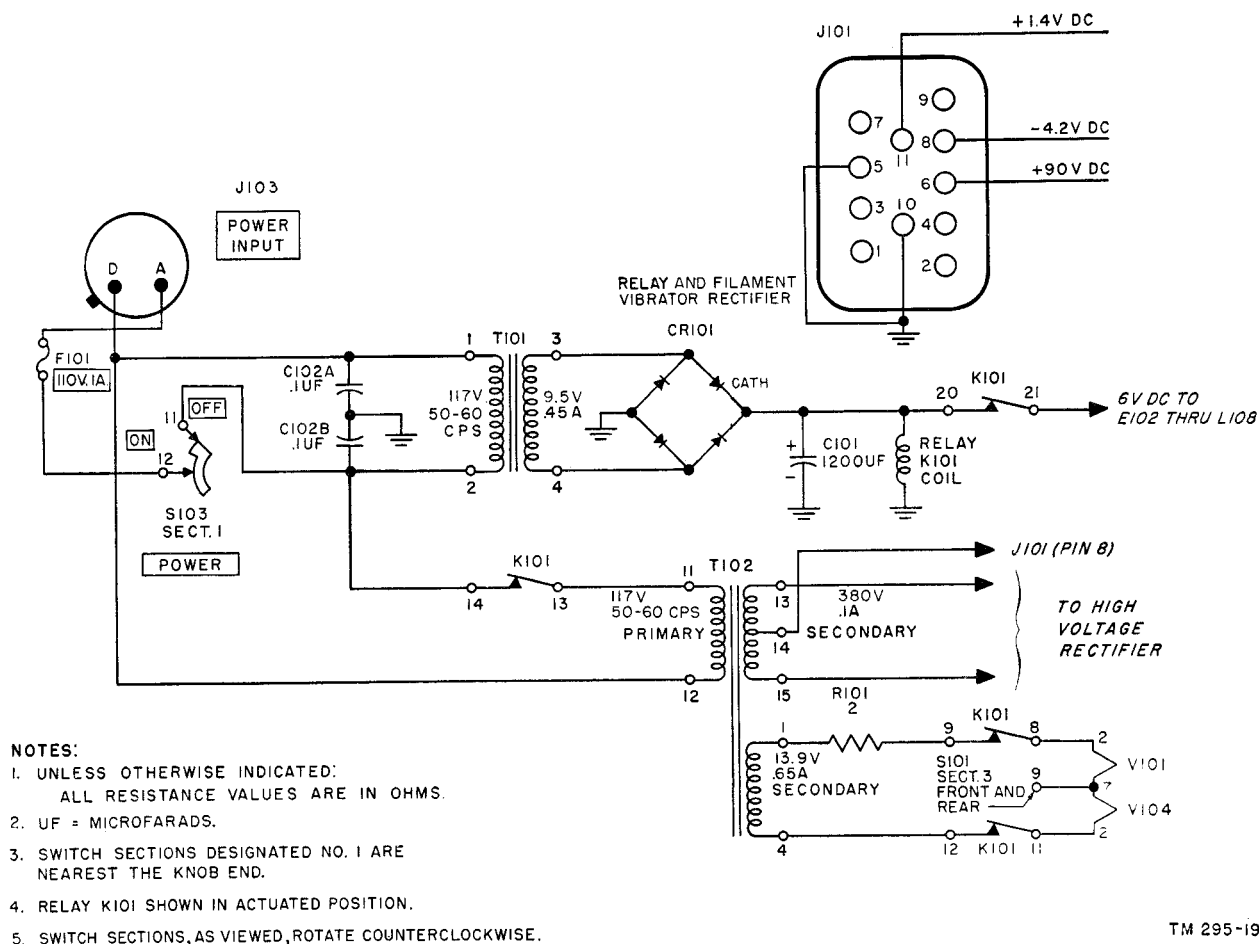 J101
+1.4V DC
9
7
8
-4.2V DC
11
5
+90V DC
6
3
10
4
1
2
J103
POWER
INPUT
D
A
RELAY AND FILAMENT
VIBRATOR RECTIFIER
CR101
F101
110V.1A
1
T101
3
C102A
.1UF
CATH
K101
OFF
11
117V
50-60
CPS
9.5V
.45A
20
21
6V DC TO
E102 THRU L108
ON
12
C102B
.1UF
+
C101
1200UF
-
RELAY
K101
COIL
2
4
S103
SECT. 1
POWER
J101 (PIN 8)
K101
11
T102
14
13
117V
50-60 CPS
PRIMARY
13
380V
.1A
SECONDARY
14
TO HIGH
VOLTAGE
RECTIFIER
12
15
R101
2
K101
1
9
8
2
13.9V
.65A
SECONDARY
S101
SECT. 3
FRONT AND
REAR
9
7
V101
V104
2
4
12
K101
11
NOTES:
1. UNLESS OTHERWISE INDICATED:
ALL RESISTANCE VALUES ARE IN OHMS.
2. UF = MICROFARADS.
3. SWITCH SECTIONS DESIGNATED NO. 1 ARE
NEAREST THE KNOB END.
4. RELAY K101 SHOWN IN ACTUATED POSITION.
5. SWITCH SECTIONS, AS VIEWED, ROTATE COUNTERCLOCKWISE.
TM 295-19